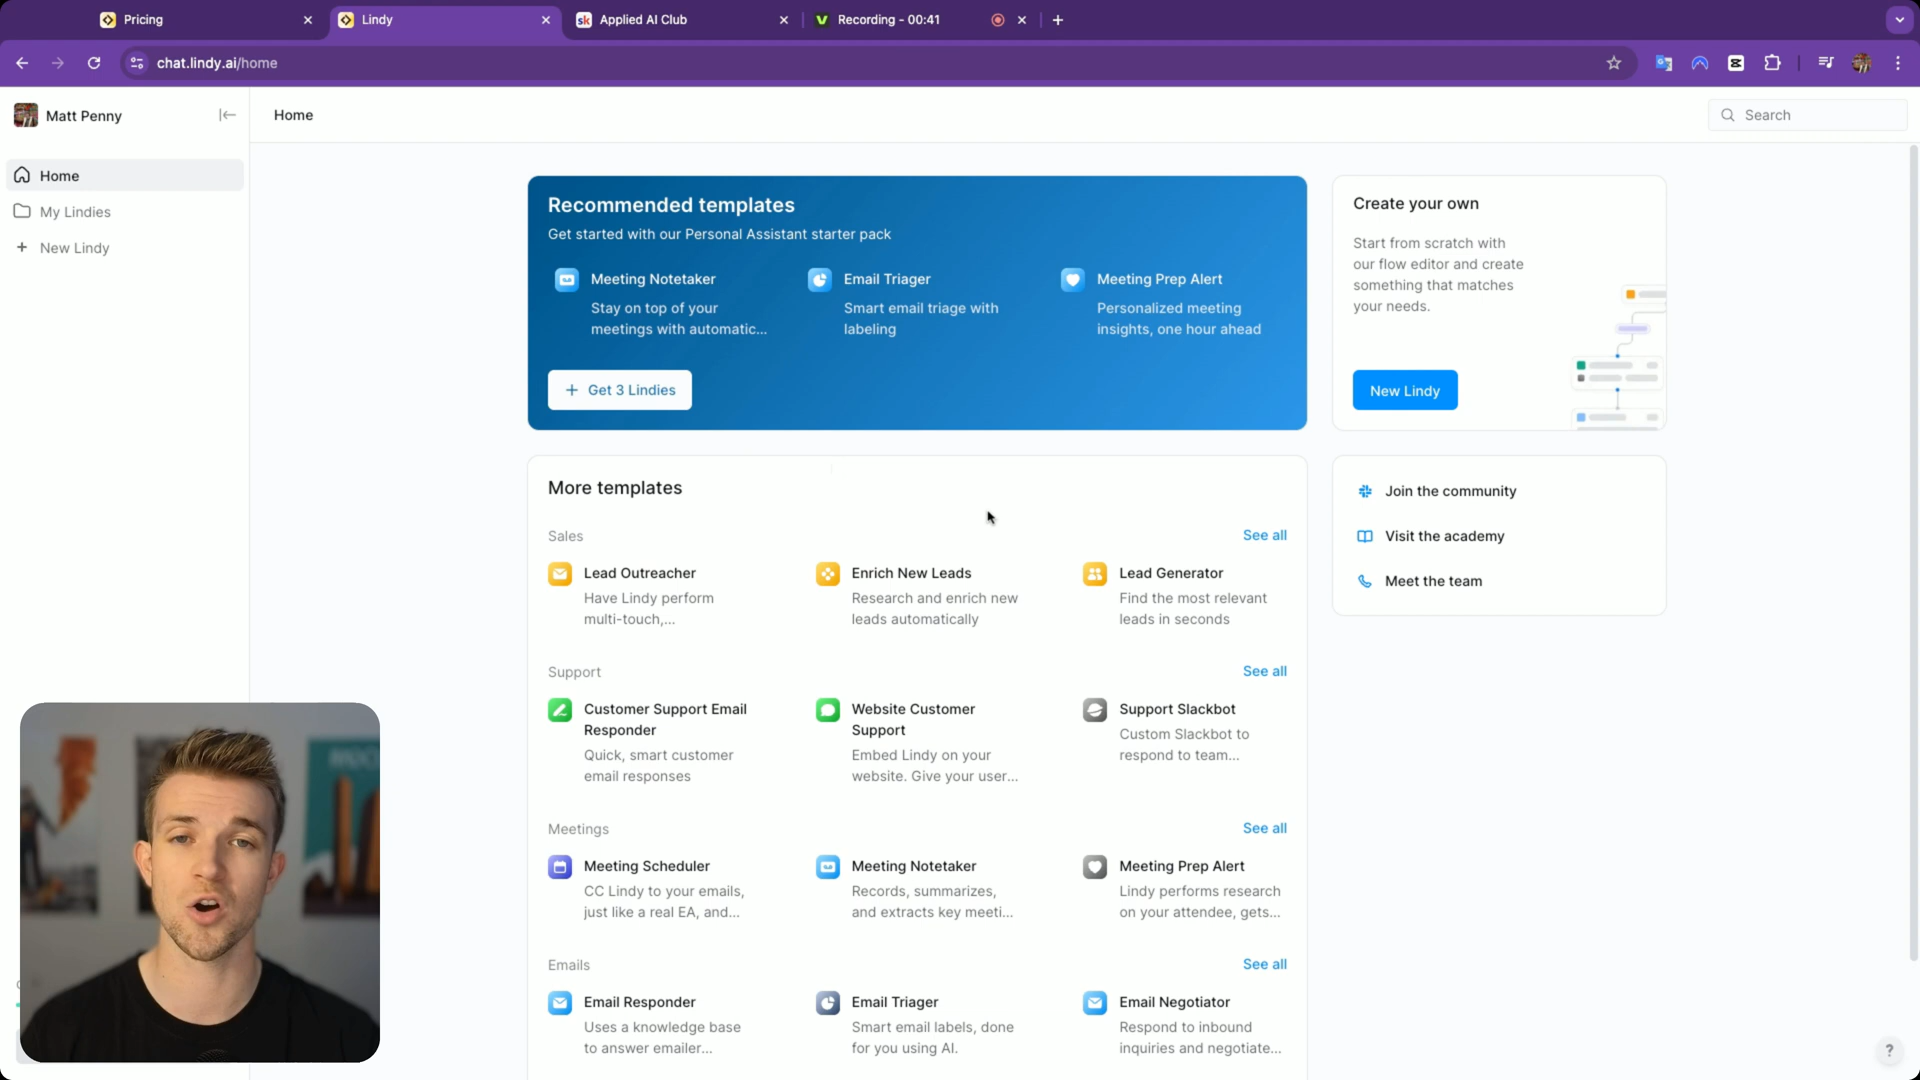 Pricing
Lindy
sk Applied AI Club
Recording - 00:41
chat.lindy.ai/home
Matt Penny
Home
Search
Home
My Lindies
New Lindy
Recommended templates
Get started with our Personal Assistant starter pack
Meeting Notetaker
Stay on top of your
meetings with automatic...
Email Triager
Smart email triage with
labeling
Meeting Prep Alert
Personalized meeting
insights, one hour ahead
+ Get 3 Lindies
Create your own
Start from scratch with
our flow editor and create
something that matches
your needs.
New Lindy
More templates
Sales
See all
Lead Outreacher
Have Lindy perform
multi-touch,...
Enrich New Leads
Research and enrich new
leads automatically
Lead Generator
Find the most relevant
leads in seconds
Support
See all
Customer Support Email
Responder
Quick, smart customer
email responses
Website Customer
Support
Embed Lindy on your
website. Give your user...
Support Slackbot
Custom Slackbot to
respond to team...
Meetings
See all
Meeting Scheduler
CC Lindy to your emails,
just like a real EA, and...
Meeting Notetaker
Records, summarizes,
and extracts key meeti...
Meeting Prep Alert
Lindy performs research
on your attendee, gets...
Emails
See all
Email Responder
Uses a knowledge base
to answer emailer...
Email Triager
Smart email labels, done
for you using AI.
Email Negotiator
Respond to inbound
inquiries and negotiate...
Join the community
Visit the academy
Meet the team
?